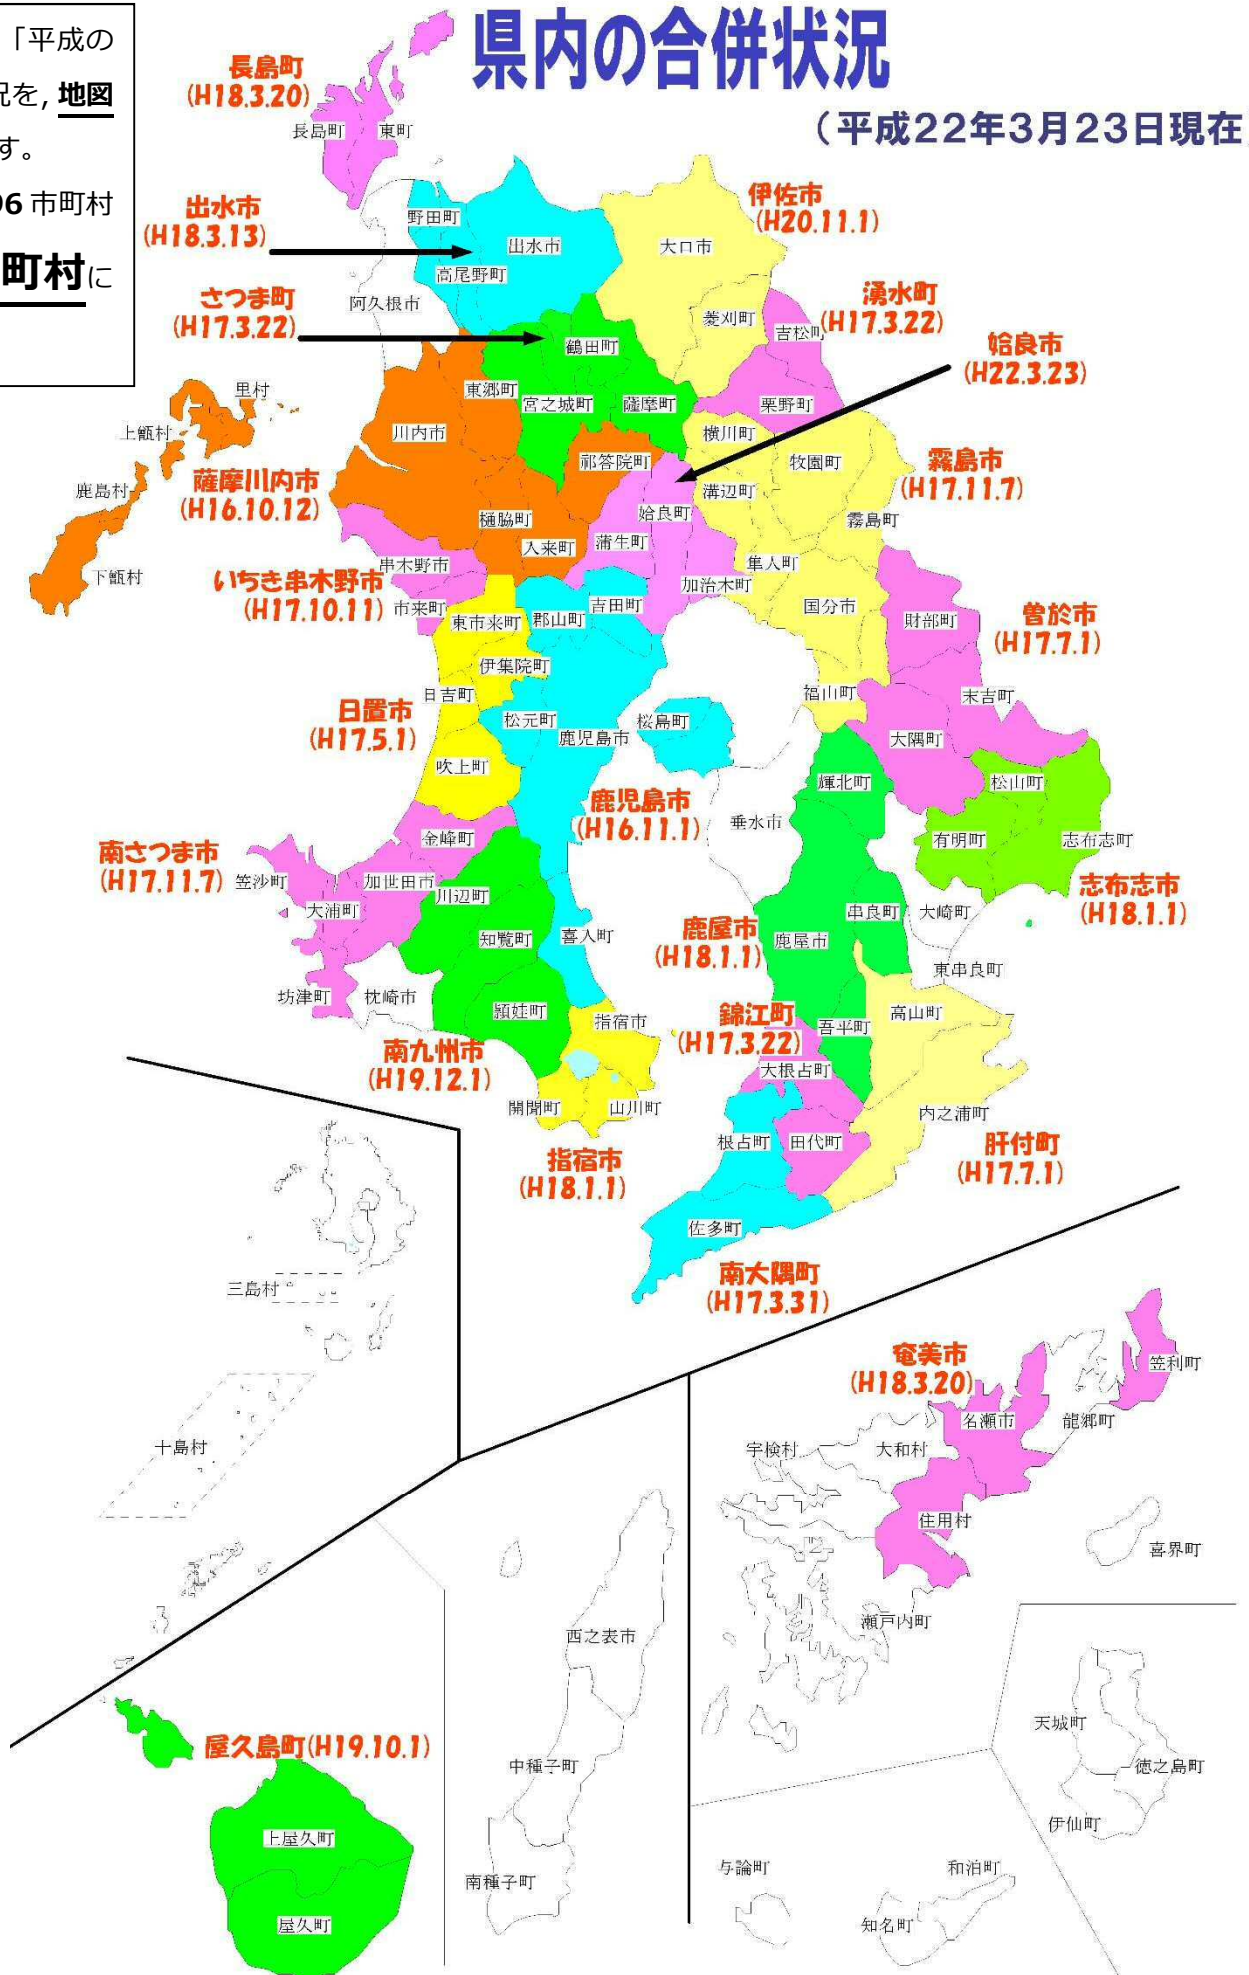 県内の合併状況
（平成22年3月23日現在
「平成の
況を, 地図
す。
96 市町村
町村に
長島町
(H18.3.20)
長島町
東町
出水市
(H18.3.13)
野田町
出水市
高尾野町
阿久根市
伊佐市
(H20.11.1)
大口市
菱刈町
さつま町
(H17.3.22)
鶴田町
宮之城町
薩摩町
湧水町
(H17.3.22)
吉松町
栗野町
姶良市
(H22.3.23)
里村
上甑村
鹿島村
下甑村
東郷町
川内市
祁答院町
樋脇町
入来町
薩摩川内市
(H16.10.12)
横川町
牧園町
溝辺町
霧島町
隼人町
国分市
福山町
霧島市
(H17.11.7)
姶良町
蒲生町
加治木町
串木野市
市来町
いちき串木野市
(H17.10.11)
東市来町
伊集院町
日吉町
吹上町
日置市
(H17.5.1)
郡山町
吉田町
松元町
鹿児島市
桜島町
喜入町
鹿児島市
(H16.11.1)
財部町
末吉町
大隅町
曽於市
(H17.7.1)
松山町
有明町
志布志町
志布志市
(H18.1.1)
輝北町
垂水市
串良町
鹿屋市
吾平町
鹿屋市
(H18.1.1)
大崎町
東串良町
南さつま市
(H17.11.7)
金峰町
笠沙町
加世田市
大浦町
坊津町
枕崎市
川辺町
知覧町
頴娃町
南九州市
(H19.12.1)
指宿市
開聞町
山川町
指宿市
(H18.1.1)
錦江町
(H17.3.22)
大根占町
田代町
高山町
内之浦町
肝付町
(H17.7.1)
根占町
佐多町
南大隅町
(H17.3.31)
三島村
十島村
奄美市
(H18.3.20)
笠利町
名瀬市
龍郷町
大和村
宇検村
住用村
喜界町
瀬戸内町
西之表市
中種子町
南種子町
屋久島町(H19.10.1)
上屋久町
屋久町
天城町
徳之島町
伊仙町
与論町
和泊町
知名町